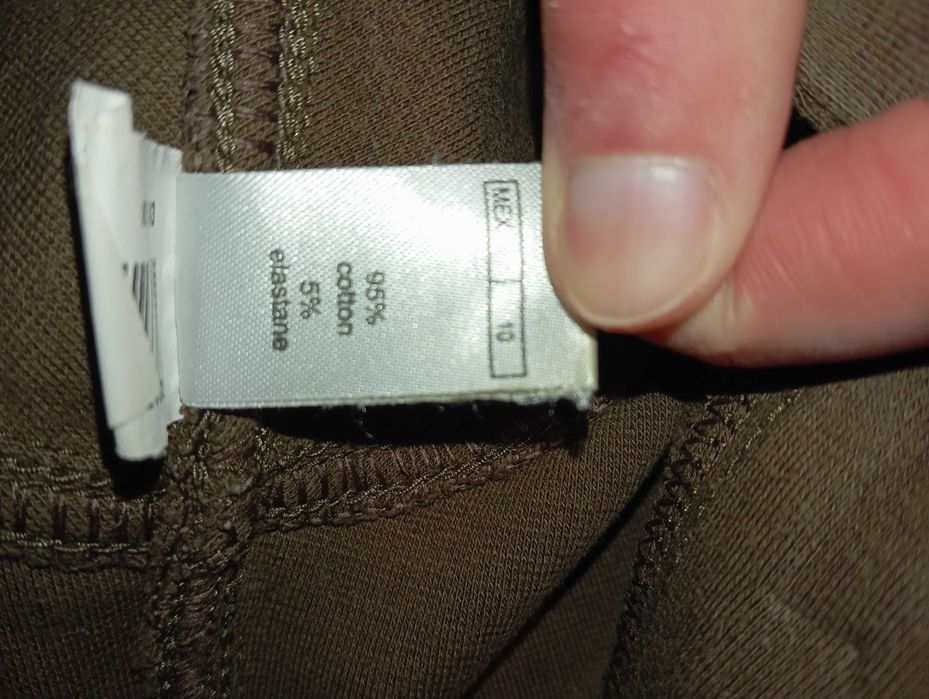 MEX 10
95%
cotton
5%
elastane